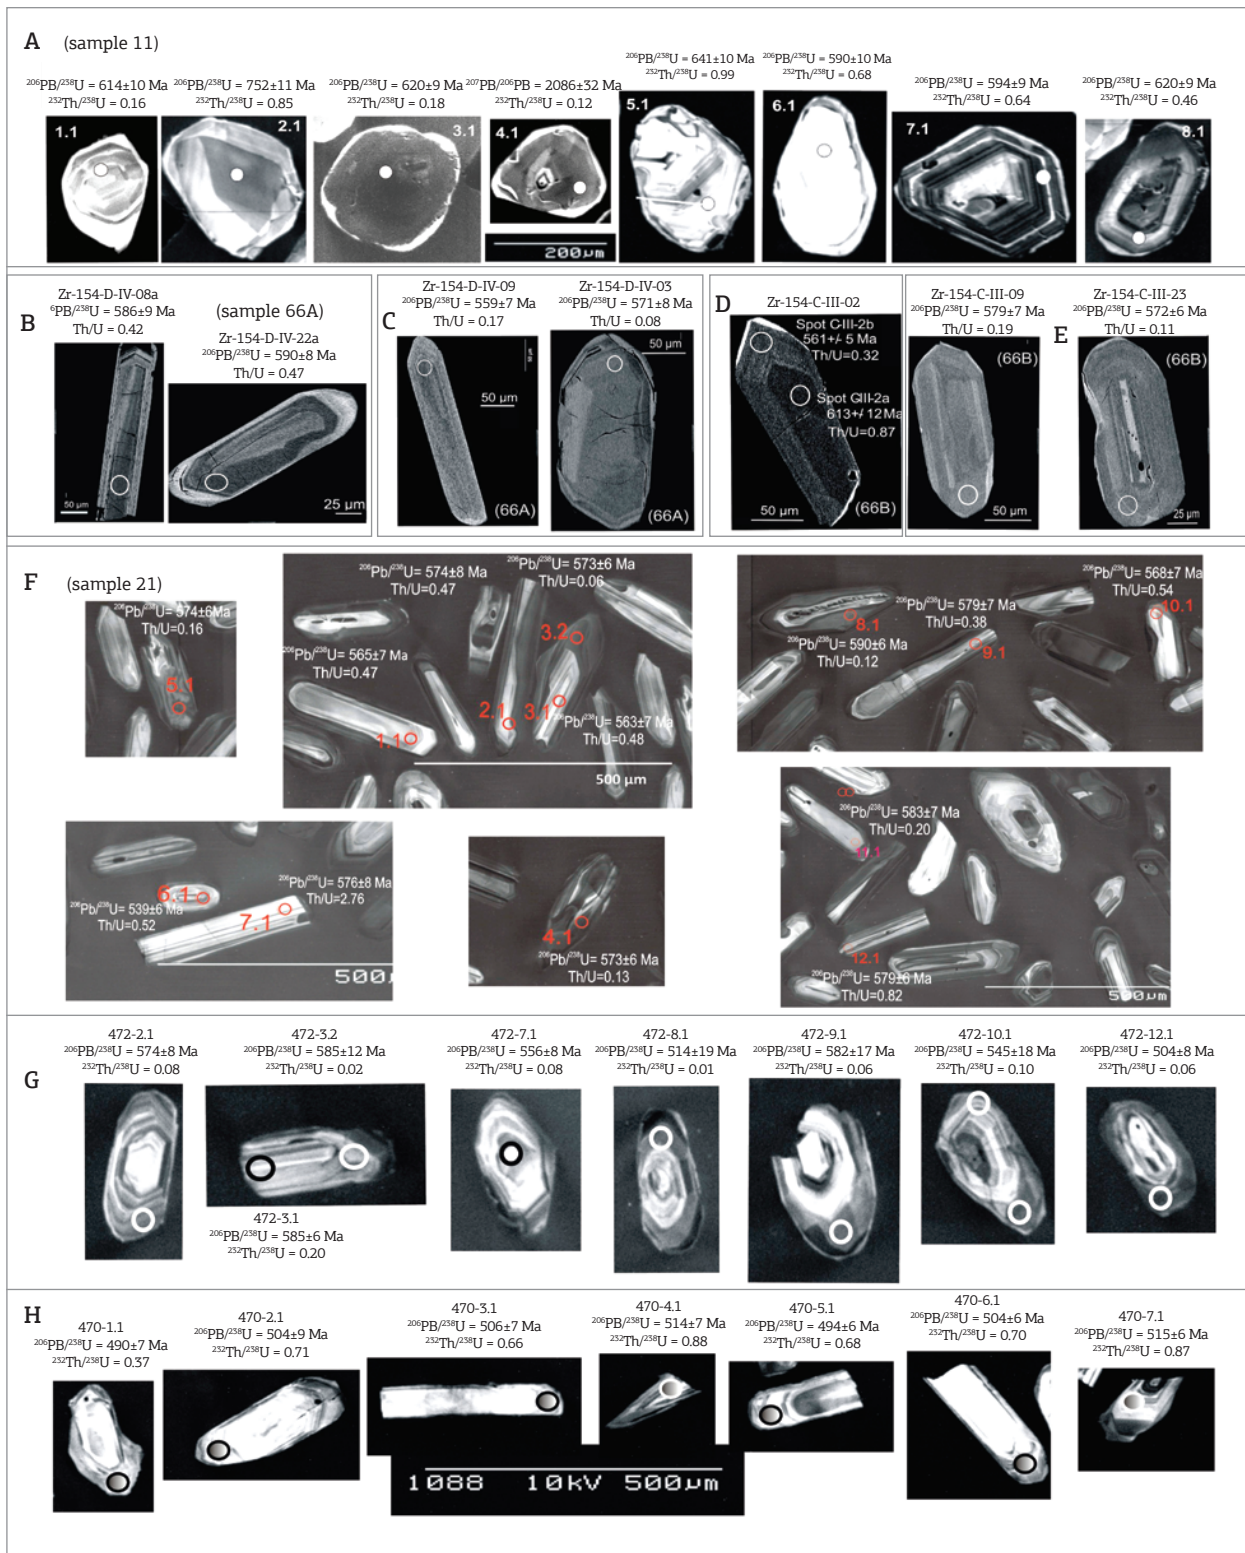 A (sample 11)
²⁰⁶PB/²³⁸U = 614±10 Ma
²³²Th/²³⁸U = 0.16
1.1
²⁰⁶PB/²³⁸U = 752±11 Ma
²³²Th/²³⁸U = 0.85
2.1
²⁰⁶PB/²³⁸U = 620±9 Ma
²³²Th/²³⁸U = 0.18
3.1
²⁰⁷PB/²⁰⁶PB = 2086±32 Ma
²³²Th/²³⁸U = 0.12
4.1
200μm
²⁰⁶PB/²³⁸U = 641±10 Ma
²³²Th/²³⁸U = 0.99
5.1
²⁰⁶PB/²³⁸U = 590±10 Ma
²³²Th/²³⁸U = 0.68
6.1
²⁰⁶PB/²³⁸U = 594±9 Ma
²³²Th/²³⁸U = 0.64
7.1
²⁰⁶PB/²³⁸U = 620±9 Ma
²³²Th/²³⁸U = 0.46
8.1
B
Zr-154-D-IV-08a
⁶PB/²³⁸U = 586±9 Ma
Th/U = 0.42
50 μm
(sample 66A)
Zr-154-D-IV-22a
²⁰⁶PB/²³⁸U = 590±8 Ma
Th/U = 0.47
25 μm
C
Zr-154-D-IV-09
²⁰⁶PB/²³⁸U = 559±7 Ma
Th/U = 0.17
50 μm
(66A)
Zr-154-D-IV-03
²⁰⁶PB/²³⁸U = 571±8 Ma
Th/U = 0.08
50 μm
(66A)
D
Zr-154-C-III-02
Spot C-III-2b
561+/- 5 Ma
Th/U=0.32
Spot C-III-2a
613+/ 12 Ma
Th/U=0.87
50 μm
(66B)
Zr-154-C-III-09
²⁰⁶PB/²³⁸U = 579±7 Ma
Th/U = 0.19
(66B)
50 μm
E
Zr-154-C-III-23
²⁰⁶PB/²³⁸U = 572±6 Ma
Th/U = 0.11
(66B)
25 μm
F (sample 21)
²⁰⁶Pb/²³⁸U= 574±6Ma
Th/U=0.16
5.1
²⁰⁶Pb/²³⁸U= 574±8 Ma
Th/U=0.47
²⁰⁶Pb/²³⁸U= 573±6 Ma
Th/U=0.06
3.2
²⁰⁶Pb/²³⁸U= 565±7 Ma
Th/U=0.47
1.1
2.1
3.1
²⁰⁶Pb/²³⁸U= 563±7 Ma
Th/U=0.48
500 μm
²⁰⁶Pb/²³⁸U= 568±7 Ma
Th/U=0.54
10.1
²⁰⁶Pb/²³⁸U= 579±7 Ma
Th/U=0.38
8.1
9.1
²⁰⁶Pb/²³⁸U= 590±6 Ma
Th/U=0.12
²⁰⁶Pb/²³⁸U= 583±7 Ma
Th/U=0.20
11.1
12.1
²⁰⁶Pb/²³⁸U= 579±6 Ma
Th/U=0.82
500μm
²⁰⁶Pb/²³⁸U= 576±8 Ma
Th/U=2.76
6.1
²⁰⁶Pb/²³⁸U= 539±6 Ma
Th/U=0.52
7.1
500
4.1
²⁰⁶Pb/²³⁸U= 573±6 Ma
Th/U=0.13
G
472-2.1
²⁰⁶PB/²³⁸U = 574±8 Ma
²³²Th/²³⁸U = 0.08
472-3.2
²⁰⁶PB/²³⁸U = 585±12 Ma
²³²Th/²³⁸U = 0.02
472-3.1
²⁰⁶PB/²³⁸U = 585±6 Ma
²³²Th/²³⁸U = 0.20
472-7.1
²⁰⁶PB/²³⁸U = 556±8 Ma
²³²Th/²³⁸U = 0.08
472-8.1
²⁰⁶PB/²³⁸U = 514±19 Ma
²³²Th/²³⁸U = 0.01
472-9.1
²⁰⁶PB/²³⁸U = 582±17 Ma
²³²Th/²³⁸U = 0.06
472-10.1
²⁰⁶PB/²³⁸U = 545±18 Ma
²³²Th/²³⁸U = 0.10
472-12.1
²⁰⁶PB/²³⁸U = 504±8 Ma
²³²Th/²³⁸U = 0.06
H
470-1.1
²⁰⁶PB/²³⁸U = 490±7 Ma
²³²Th/²³⁸U = 0.37
470-2.1
²⁰⁶PB/²³⁸U = 504±9 Ma
²³²Th/²³⁸U = 0.71
470-3.1
²⁰⁶PB/²³⁸U = 506±7 Ma
²³²Th/²³⁸U = 0.66
470-4.1
²⁰⁶PB/²³⁸U = 514±7 Ma
²³²Th/²³⁸U = 0.88
470-5.1
²⁰⁶PB/²³⁸U = 494±6 Ma
²³²Th/²³⁸U = 0.68
470-6.1
²⁰⁶PB/²³⁸U = 504±6 Ma
²³²Th/²³⁸U = 0.70
470-7.1
²⁰⁶PB/²³⁸U = 515±6 Ma
²³²Th/²³⁸U = 0.87
1088 10kV 500μm